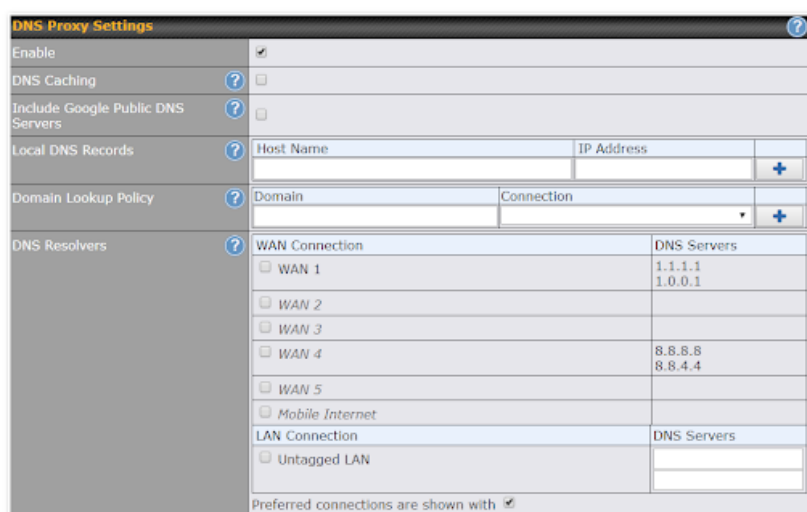 DNS Proxy Settings
Enable
DNS Caching
Include Google Public DNS
Servers
Local DNS Records
Host Name IP Address
Domain Lookup Policy
Domain Connection
DNS Resolvers
WAN Connection DNS Servers
WAN 1 1.1.1.1
1.0.0.1
WAN 2
WAN 3
WAN 4 8.8.8.8
8.8.4.4
WAN 5
Mobile Internet
LAN Connection DNS Servers
Untagged LAN
Preferred connections are shown with